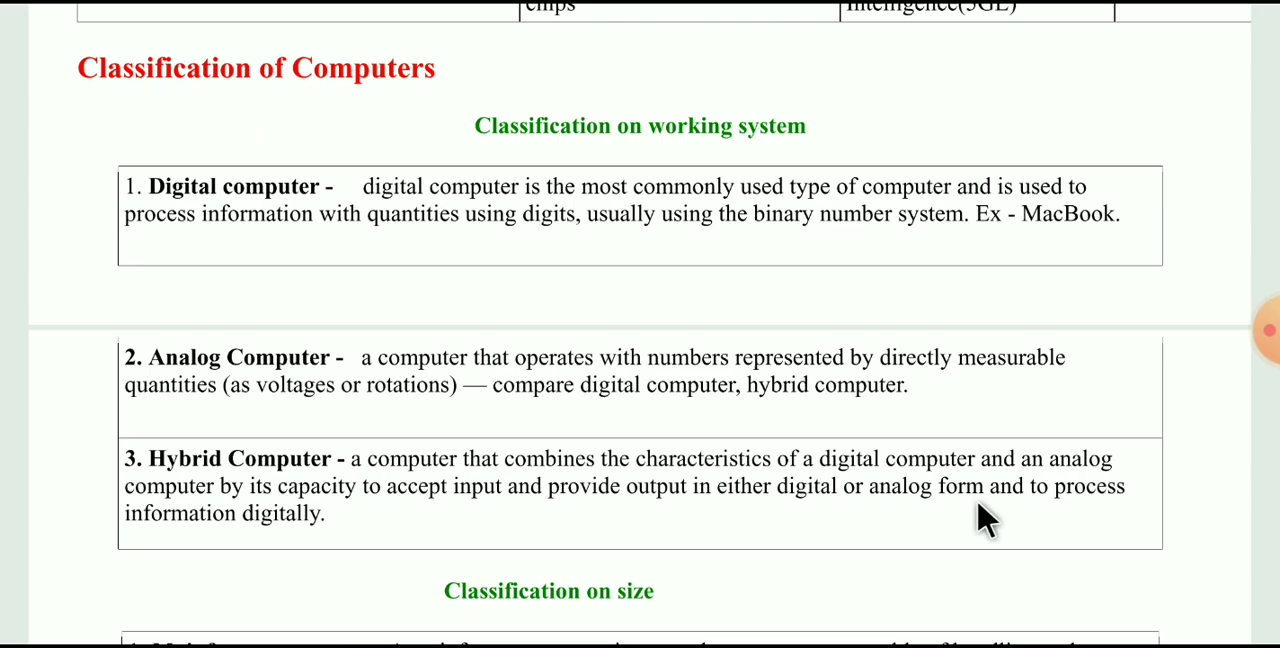 chips
Intelligence(5GL)
Classification of Computers
Classification on working system
1. Digital computer - digital computer is the most commonly used type of computer and is used to
process information with quantities using digits, usually using the binary number system. Ex - MacBook.
2. Analog Computer - a computer that operates with numbers represented by directly measurable
quantities (as voltages or rotations) — compare digital computer, hybrid computer.
3. Hybrid Computer - a computer that combines the characteristics of a digital computer and an analog
computer by its capacity to accept input and provide output in either digital or analog form and to process
information digitally.
Classification on size